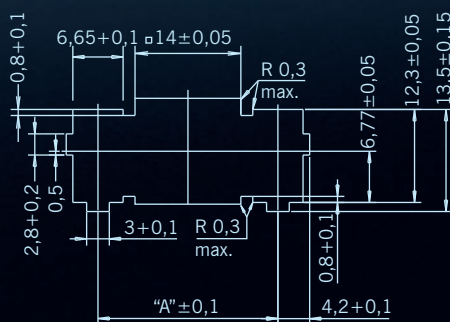 0,8+0,1
6,65+0,1
▫14±0,05
R 0,3
max.
6,77±0,05
12,3±0,05
13,5±0,15
2,8+0,2
0,5
3+0,1
R 0,3
max.
0,8+0,1
“A”±0,1
4,2+0,1